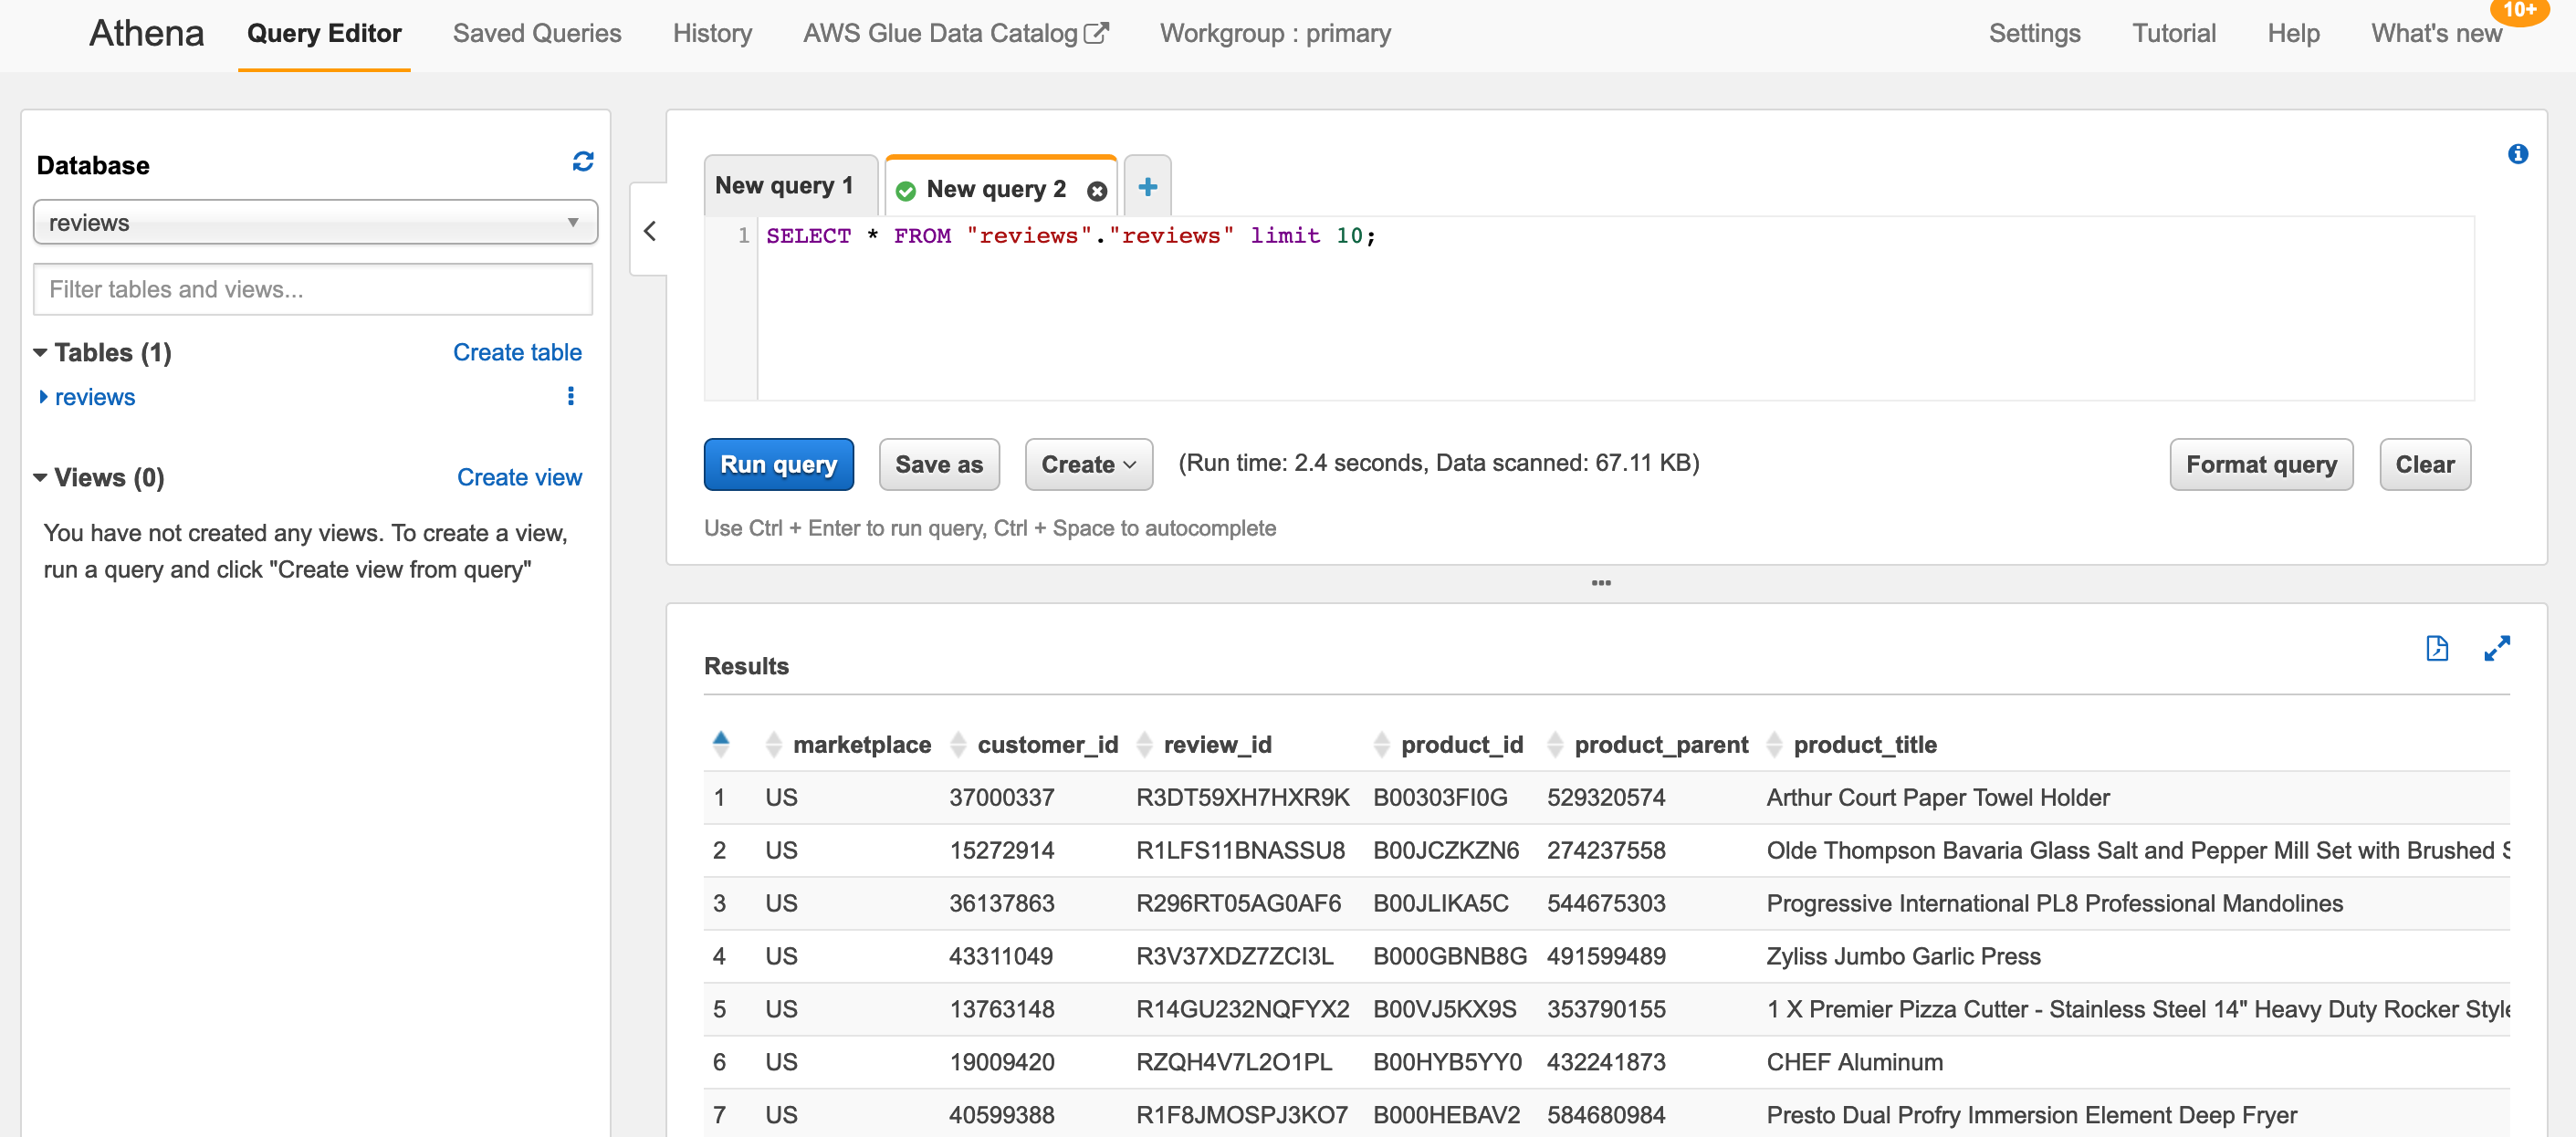 Athena Query Editor Saved Queries History AWS Glue Data Catalog Workgroup : primary Settings Tutorial Help What's new 10+
Database
reviews
Filter tables and views...
Tables (1) Create table
reviews
Views (0) Create view
You have not created any views. To create a view,
run a query and click "Create view from query"
New query 1 New query 2
1 SELECT * FROM "reviews"."reviews" limit 10;
Run query Save as Create (Run time: 2.4 seconds, Data scanned: 67.11 KB) Format query Clear
Use Ctrl + Enter to run query, Ctrl + Space to autocomplete
Results
marketplace customer_id review_id product_id product_parent product_title
1 US 37000337 R3DT59XH7HXR9K B00303FI0G 529320574 Arthur Court Paper Towel Holder
2 US 15272914 R1LFS11BNASSU8 B00JCZKZN6 274237558 Olde Thompson Bavaria Glass Salt and Pepper Mill Set with Brushed S
3 US 36137863 R296RT05AG0AF6 B00JLIKA5C 544675303 Progressive International PL8 Professional Mandolines
4 US 43311049 R3V37XDZ7ZCI3L B000GBNB8G 491599489 Zyliss Jumbo Garlic Press
5 US 13763148 R14GU232NQFYX2 B00VJ5KX9S 353790155 1 X Premier Pizza Cutter - Stainless Steel 14" Heavy Duty Rocker Style
6 US 19009420 RZQH4V7L2O1PL B00HYB5YY0 432241873 CHEF Aluminum
7 US 40599388 R1F8JMOSPJ3KO7 B000HEBAV2 584680984 Presto Dual Profry Immersion Element Deep Fryer